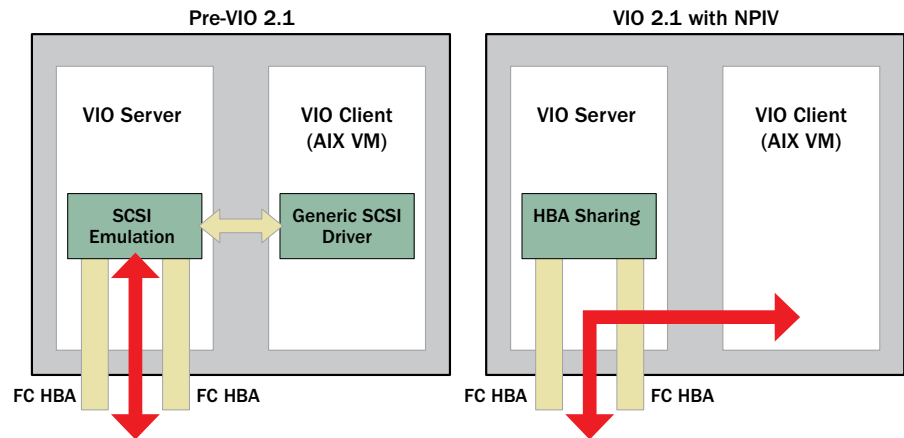 Pre-VIO 2.1
VIO Server
VIO Client
(AIX VM)
SCSI
Emulation
Generic SCSI
Driver
FC HBA
FC HBA
VIO 2.1 with NPIV
VIO Server
VIO Client
(AIX VM)
HBA Sharing
FC HBA
FC HBA